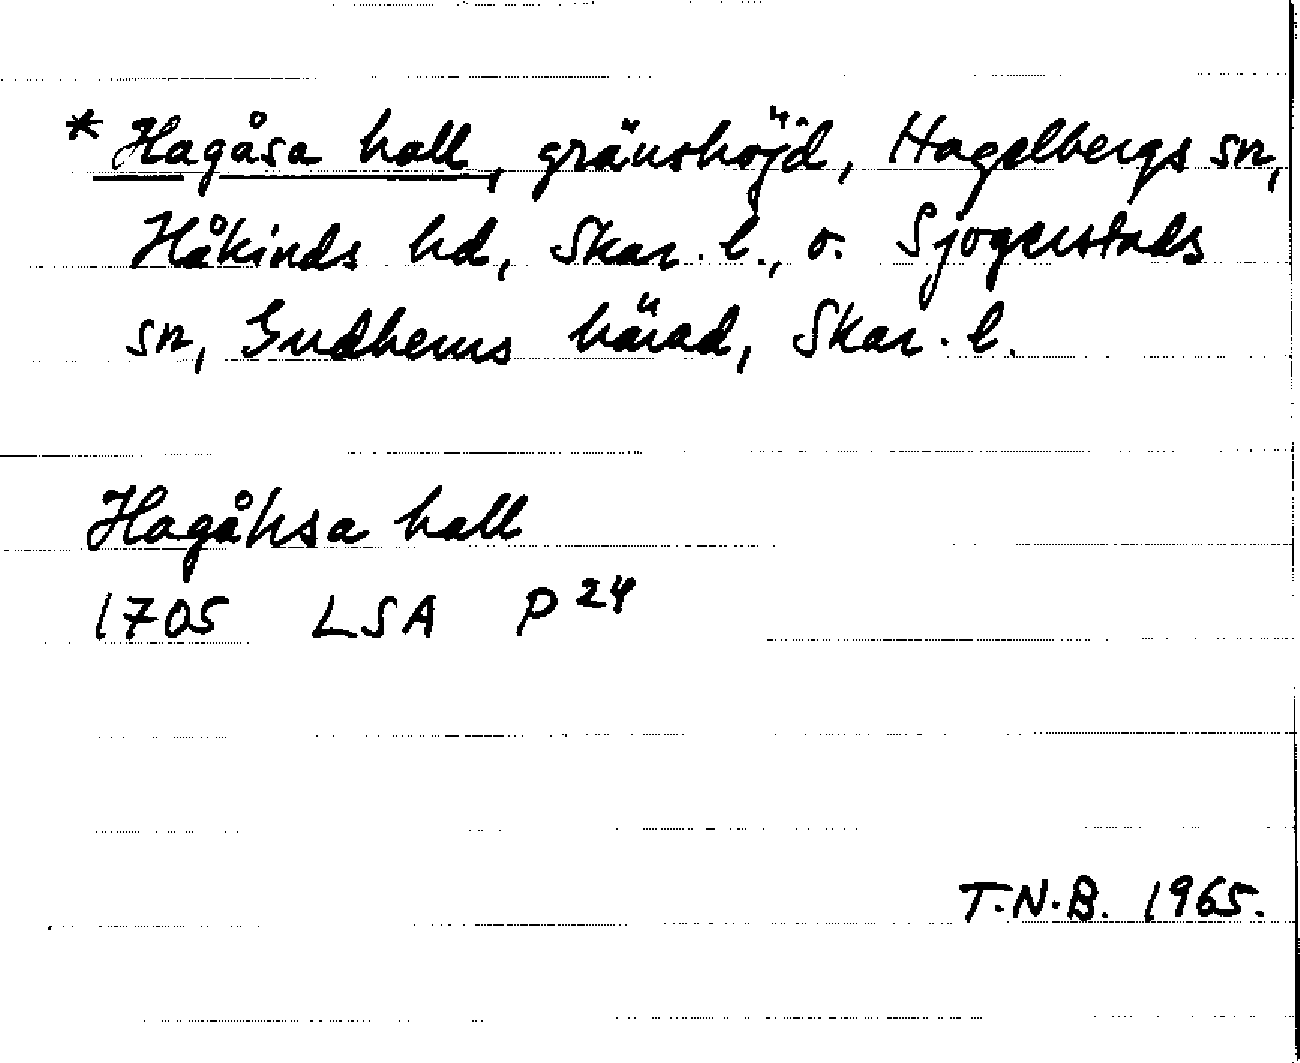 * Hagåsa hall, gränshöjd, Hagelbergs sn,
Håkinds hd, Skar. l., o. Sjogerstads
sn, Gudhems härad, Skar. l.
Hagåhsa hall
1705 LSA P 24
T.N.B. 1965.